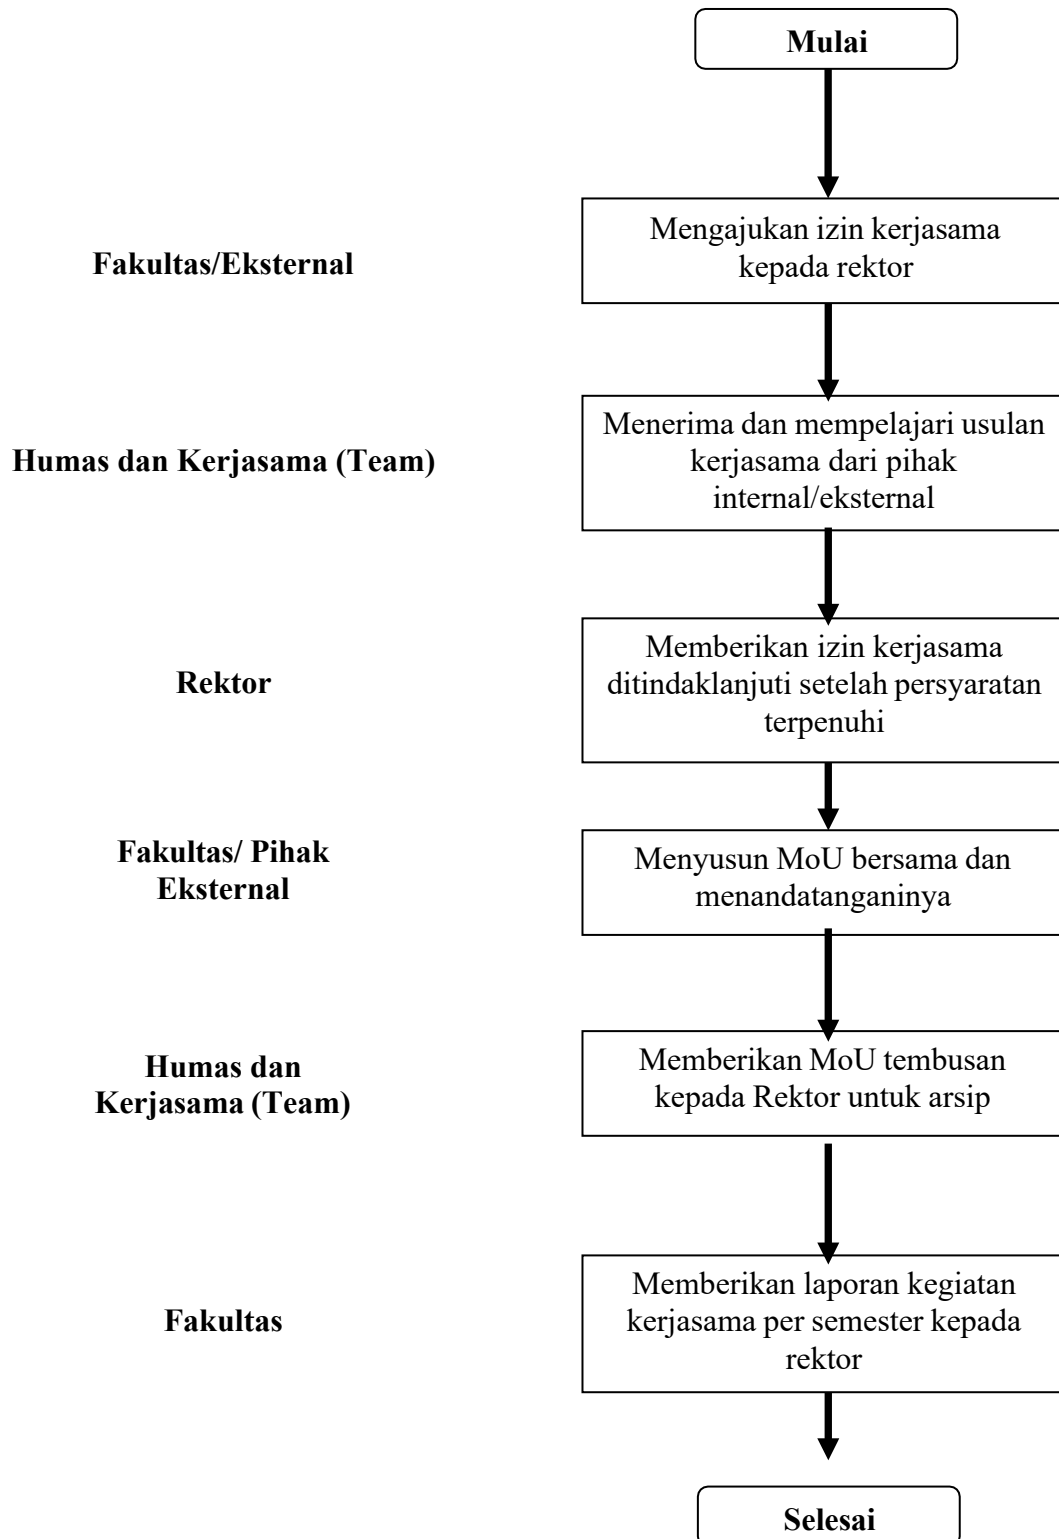 Mulai
Fakultas/Eksternal
Mengajukan izin kerjasama
kepada rektor
Humas dan Kerjasama (Team)
Menerima dan mempelajari usulan
kerjasama dari pihak
internal/eksternal
Rektor
Memberikan izin kerjasama
ditindaklanjuti setelah persyaratan
terpenuhi
Fakultas/ Pihak
Eksternal
Menyusun MoU bersama dan
menandatanganinya
Humas dan
Kerjasama (Team)
Memberikan MoU tembusan
kepada Rektor untuk arsip
Fakultas
Memberikan laporan kegiatan
kerjasama per semester kepada
rektor
Selesai